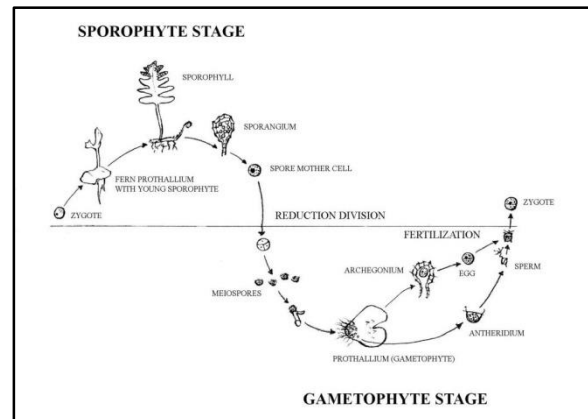 SPOROPHYTE STAGE
SPOROPHYLL
SPORANGIUM
FERN PROTHALLIUM
WITH YOUNG SPOROPHYTE
SPORE MOTHER CELL
ZYGOTE
ZYGOTE
REDUCTION DIVISION
FERTILIZATION
ARCHEGONIUM
EGG
SPERM
MEIOSPORES
ANTHERIDIUM
PROTHALLIUM (GAMETOPHYTE)
GAMETOPHYTE STAGE